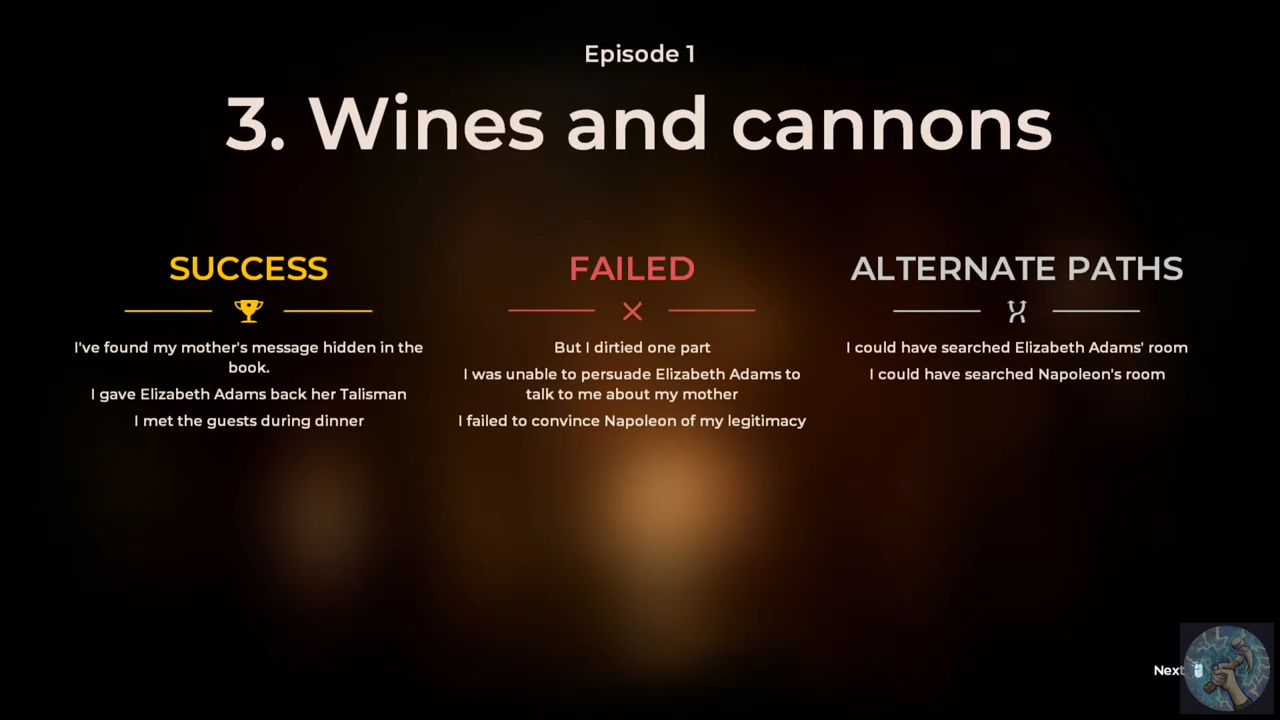 Episode 1
3. Wines and cannons
SUCCESS
I've found my mother's message hidden in the
book.
I gave Elizabeth Adams back her Talisman
I met the guests during dinner
FAILED
But I dirtied one part
I was unable to persuade Elizabeth Adams to
talk to me about my mother
I failed to convince Napoleon of my legitimacy
ALTERNATE PATHS
I could have searched Elizabeth Adams' room
I could have searched Napoleon's room
Next